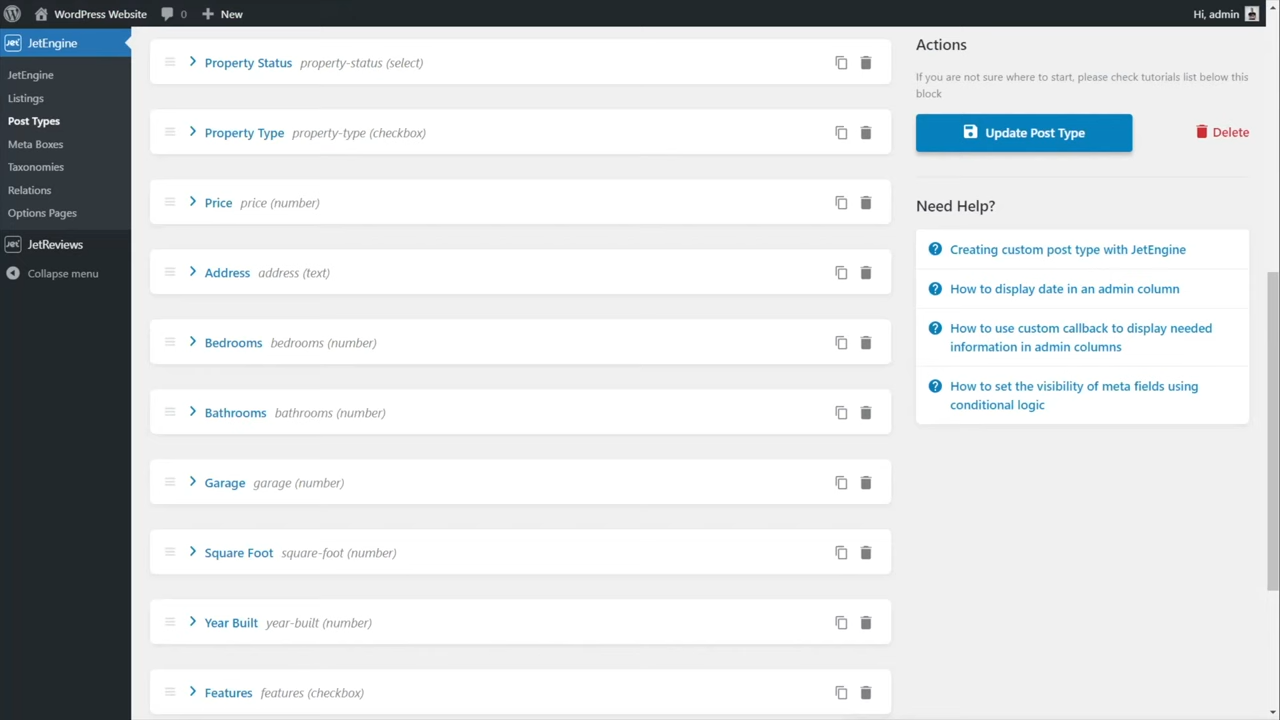 WordPress Website 0 New Hi, admin
JET JetEngine
JetEngine
Listings
Post Types
Meta Boxes
Taxonomies
Relations
Options Pages
JET JetReviews
Collapse menu
Property Status property-status (select)
Property Type property-type (checkbox)
Price price (number)
Address address (text)
Bedrooms bedrooms (number)
Bathrooms bathrooms (number)
Garage garage (number)
Square Foot square-foot (number)
Year Built year-built (number)
Features features (checkbox)
Actions
If you are not sure where to start, please check tutorials list below this
block
Update Post Type
Delete
Need Help?
Creating custom post type with JetEngine
How to display date in an admin column
How to use custom callback to display needed
information in admin columns
How to set the visibility of meta fields using
conditional logic